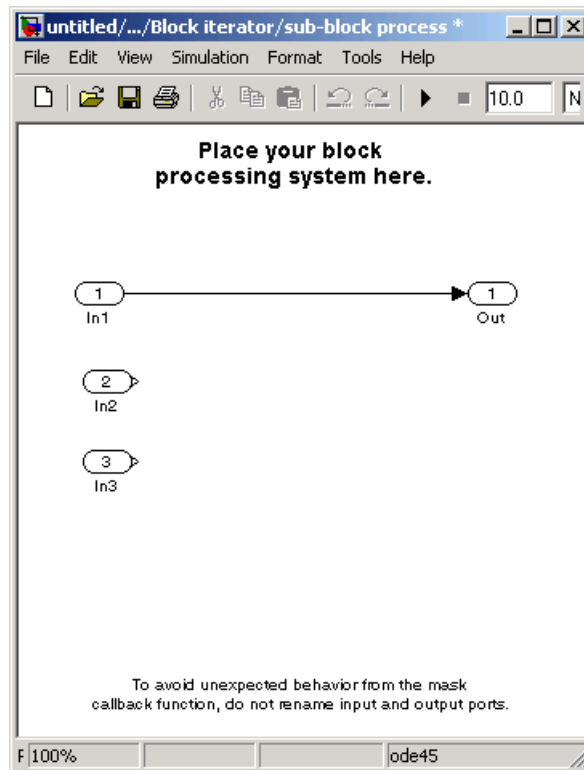 untitled/.../Block iterator/sub-block process *
File Edit View Simulation Format Tools Help
10.0 N
Place your block
processing system here.
1 1
In1 Out
2
In2
3
In3
To avoid unexpected behavior from the mask
callback function, do not rename input and output ports.
F 100% ode45